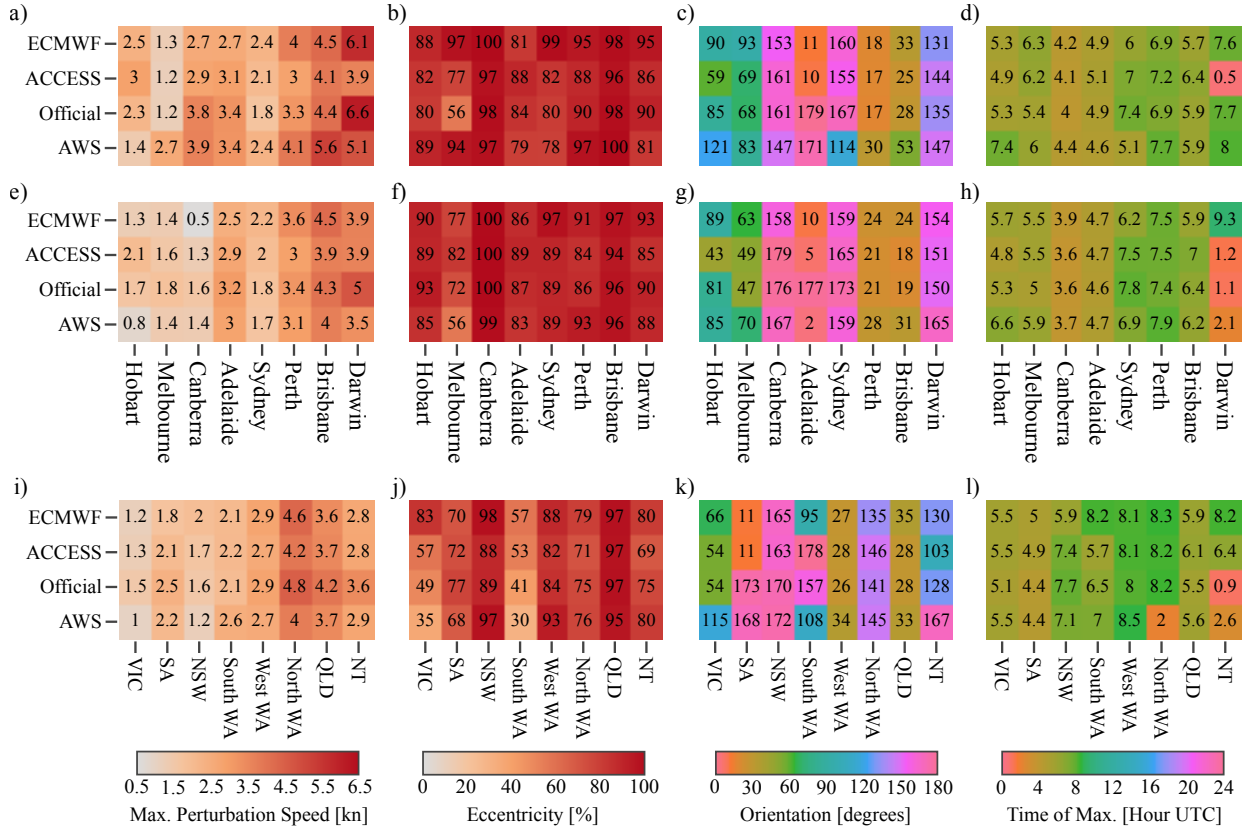 a) b) c) d)
ECMWF 2.5 1.3 2.7 2.7 2.4 4 4.5 6.1 88 97 100 81 99 95 98 95 90 93 153 11 160 18 33 131 5.3 6.3 4.2 4.9 6 6.9 5.7 7.6
ACCESS 3 1.2 2.9 3.1 2.1 3 4.1 3.9 82 77 97 88 82 88 96 86 59 69 161 10 155 17 25 144 4.9 6.2 4.1 5.1 7 7.2 6.4 0.5
Official 2.3 1.2 3.8 3.4 1.8 3.3 4.4 6.6 80 56 98 84 80 90 98 90 85 68 161 179 167 17 28 135 5.3 5.4 4 4.6 7.4 6.9 5.9 7.7
AWS 1.4 2.7 3.9 3.4 2.4 4.1 5.6 5.1 89 94 97 79 78 97 100 81 121 83 147 171 114 30 53 147 7.4 6 4.4 4.6 5.1 7.7 5.9 8
e) f) g) h)
ECMWF 1.3 1.4 0.5 2.5 2.2 3.6 4.5 3.9 90 77 100 86 97 91 97 93 89 63 158 10 159 24 24 154 5.7 5.5 3.9 4.7 6.2 7.5 5.9 9.3
ACCESS 2.1 1.6 1.3 2.9 2 3 3.9 3.9 89 82 100 89 89 84 94 85 43 49 179 5 165 21 18 151 4.8 5.5 3.6 4.7 7.5 7.5 7 1.2
Official 1.7 1.8 1.6 3.2 1.8 3.4 4.3 5 93 72 100 87 89 86 96 90 81 47 176 177 173 21 19 150 5.3 5 3.6 4.6 7.8 7.4 6.4 1.1
AWS 0.8 1.4 1.4 3 1.7 3.1 4 3.5 85 56 99 83 89 93 96 88 85 70 167 2 159 28 31 165 6.6 5.9 3.7 4.7 6.9 7.9 6.2 2.1
Hobart Melbourne Canberra Adelaide Sydney Perth Brisbane Darwin Hobart Melbourne Canberra Adelaide Sydney Perth Brisbane Darwin Hobart Melbourne Canberra Adelaide Sydney Perth Brisbane Darwin Hobart Melbourne Canberra Adelaide Sydney Perth Brisbane Darwin
i) j) k) l)
ECMWF 1.2 1.8 2 2.1 2.9 4.6 3.6 2.8 83 70 98 57 88 79 97 80 66 11 165 95 27 135 35 130 5.5 5 5.9 8.2 8.1 8.3 5.9 8.2
ACCESS 1.3 2.1 1.7 2.2 2.7 4.2 3.7 2.8 57 72 88 53 82 71 97 69 54 11 163 178 28 146 28 103 5.5 4.9 7.4 5.7 8.1 8.2 6.1 6.4
Official 1.5 2.5 1.6 2.1 2.9 4.8 4.2 3.6 49 77 89 41 84 75 97 75 54 173 170 157 26 141 28 128 5.1 4.4 7.7 6.5 8 8.2 5.5 0.9
AWS 1 2.2 1.2 2.6 2.7 4 3.7 2.9 35 68 97 30 93 76 95 80 115 168 172 108 34 145 33 167 5.5 4.4 7.1 7 8.5 2 5.6 2.6
VIC SA NSW South WA West WA North WA QLD NT VIC SA NSW South WA West WA North WA QLD NT VIC SA NSW South WA West WA North WA QLD NT VIC SA NSW South WA West WA North WA QLD NT
0.5 2.5 4.5 6.5 0 20 40 60 80 100 0 30 60 90 120 150 180 0 4 8 12 16 20 24
Max. Perturbation Speed [kn] Eccentricity [%] Orientation [degrees] Time of Max. [Hour UTC]